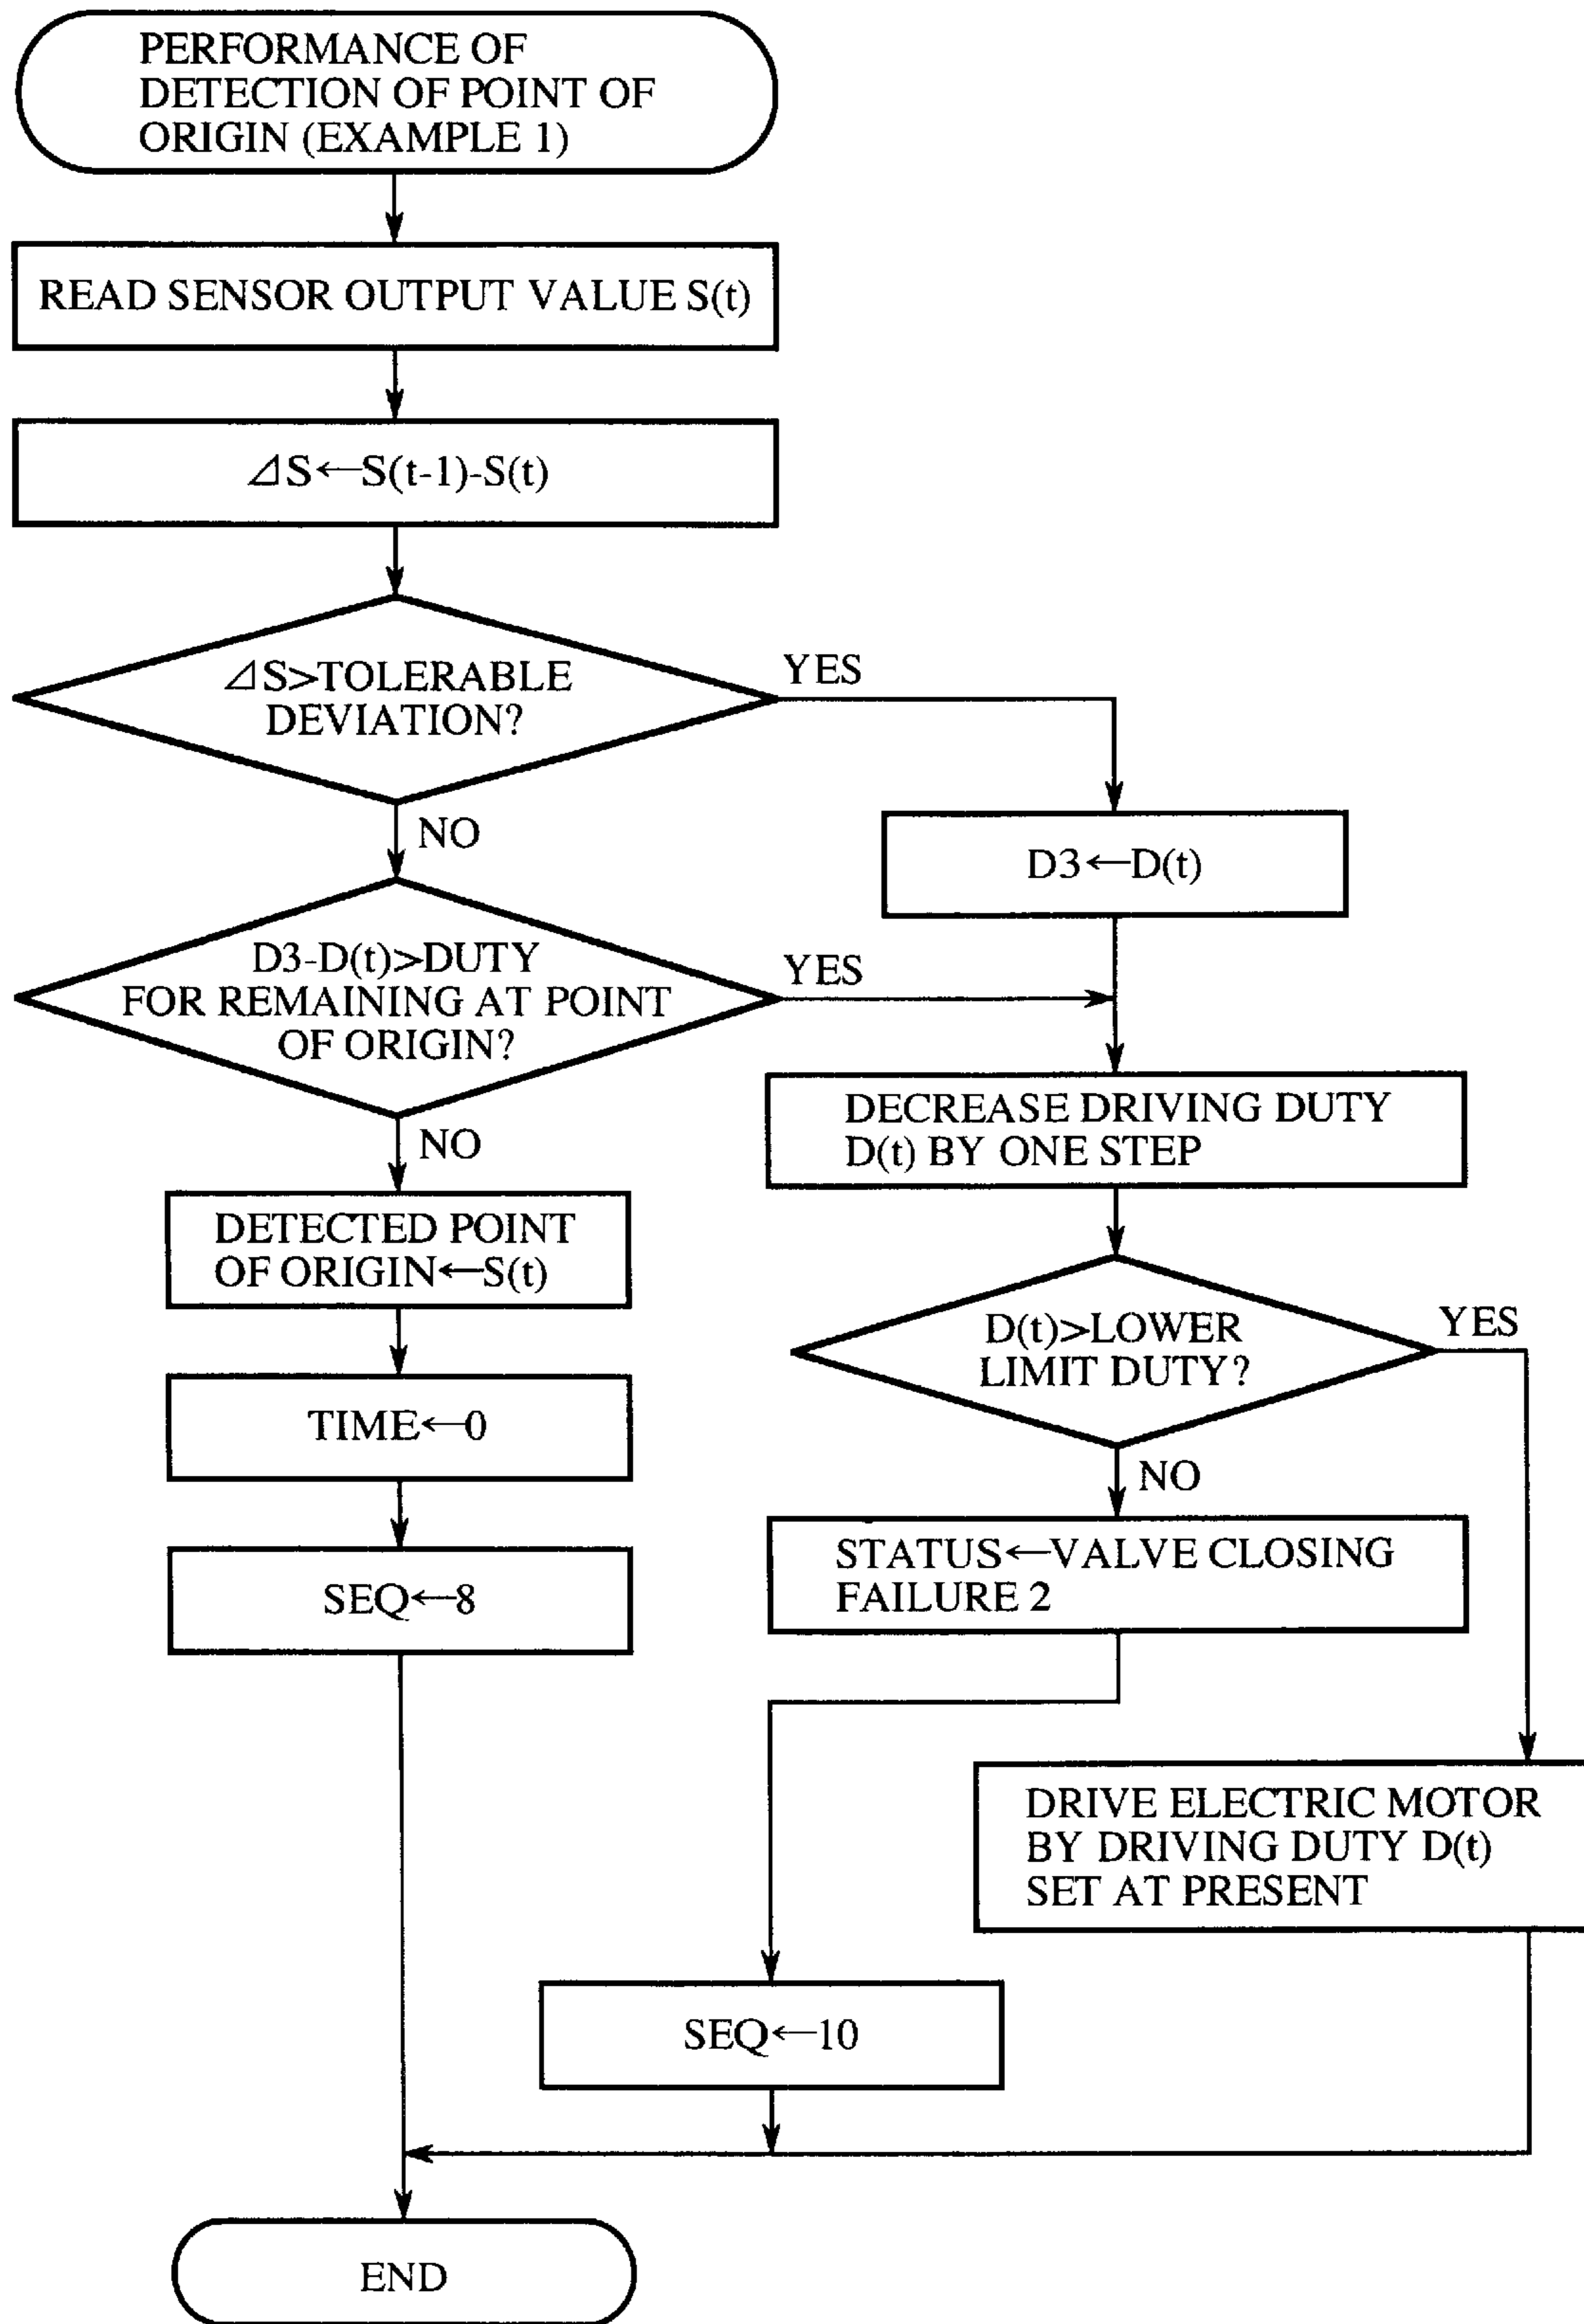 PERFORMANCE OF
DETECTION OF POINT OF
ORIGIN (EXAMPLE 1)
READ SENSOR OUTPUT VALUE S(t)
⊿S←S(t-1)-S(t)
⊿S>TOLERABLE
DEVIATION?
YES
NO
D3←D(t)
D3-D(t)>DUTY
FOR REMAINING AT POINT
OF ORIGIN?
YES
NO
DECREASE DRIVING DUTY
D(t) BY ONE STEP
DETECTED POINT
OF ORIGIN←S(t)
D(t)>LOWER
LIMIT DUTY?
YES
NO
TIME←0
STATUS←VALVE CLOSING
FAILURE 2
SEQ←8
DRIVE ELECTRIC MOTOR
BY DRIVING DUTY D(t)
SET AT PRESENT
SEQ←10
END